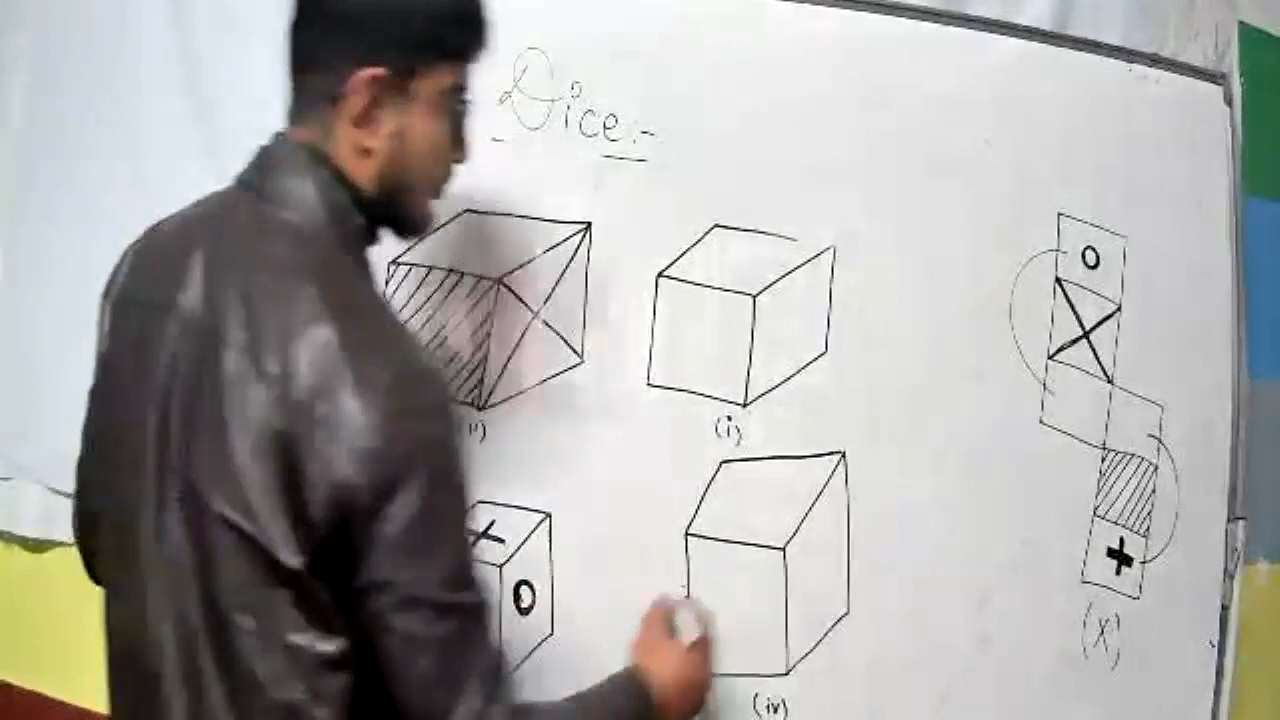 Dice:-
(i)
O
+
O
+
(iv)
(X)